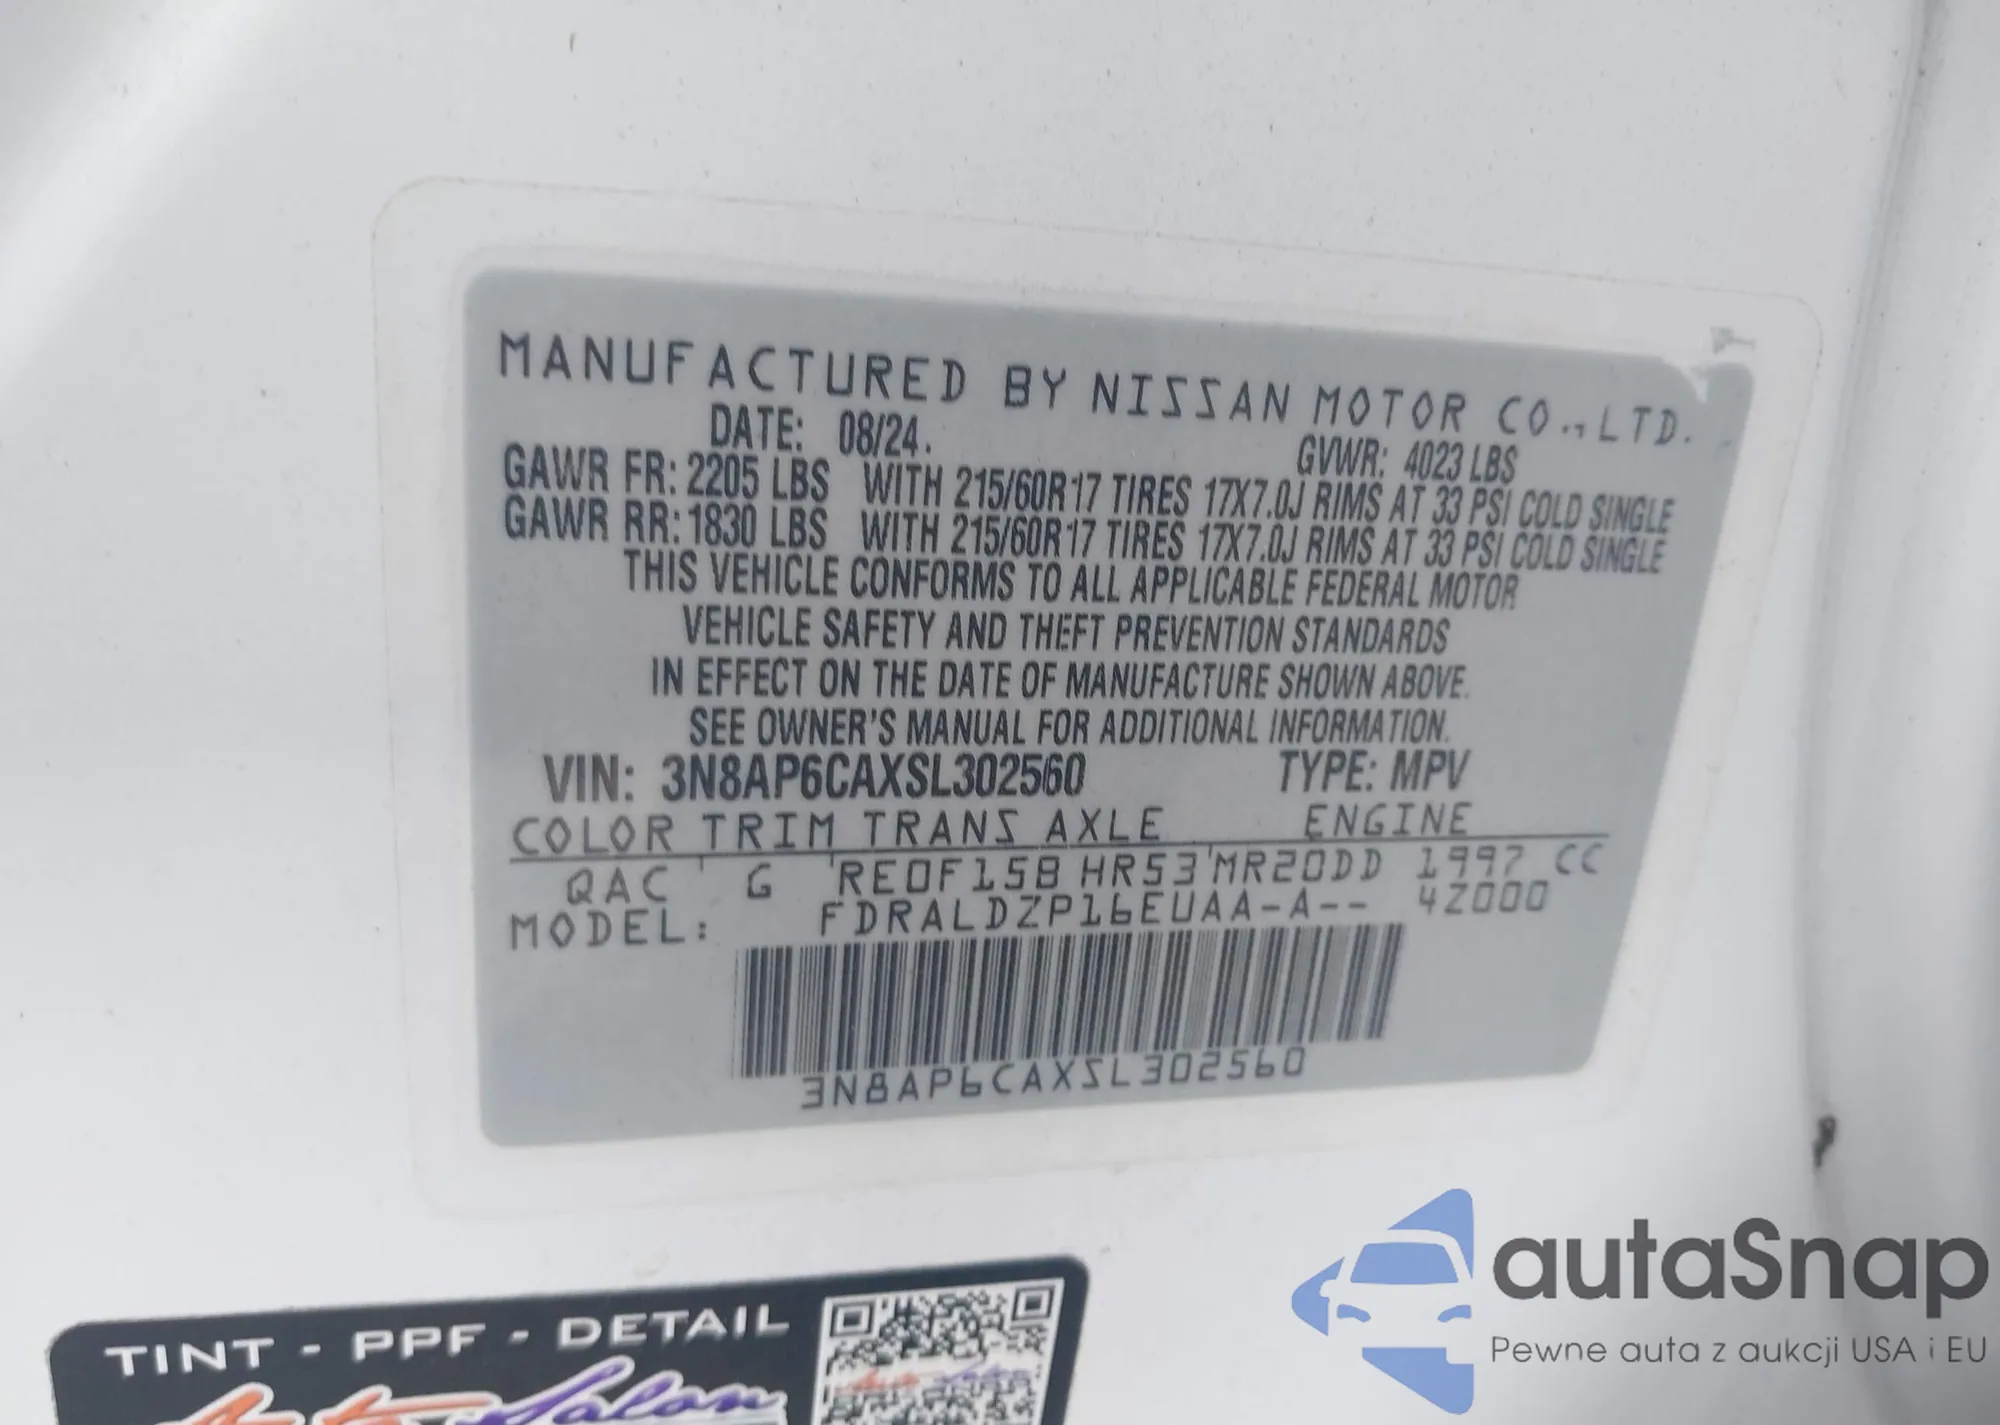 MANUFACTURED BY NISSAN MOTOR CO., LTD.
DATE: 08/24. GVWR: 4023 LBS
GAWR FR: 2205 LBS WITH 215/60R17 TIRES 17X7.0J RIMS AT 33 PSI COLD SINGLE
GAWR RR: 1830 LBS WITH 215/60R17 TIRES 17X7.0J RIMS AT 33 PSI COLD SINGLE
THIS VEHICLE CONFORMS TO ALL APPLICABLE FEDERAL MOTOR
VEHICLE SAFETY AND THEFT PREVENTION STANDARDS
IN EFFECT ON THE DATE OF MANUFACTURE SHOWN ABOVE.
SEE OWNER'S MANUAL FOR ADDITIONAL INFORMATION.
VIN: 3N8AP6CAXSL302560 TYPE: MPV
COLOR TRIM TRANS AXLE ENGINE
QAC G RE0F15B HR53 MR20DD 1997 CC
MODEL: FDRALDZP16EUAA-A-- 4Z000
3N8AP6CAXSL302560
TINT - PPF - DETAIL
Auto Salon
autaSnap
Pewne auta z aukcji USA i EU